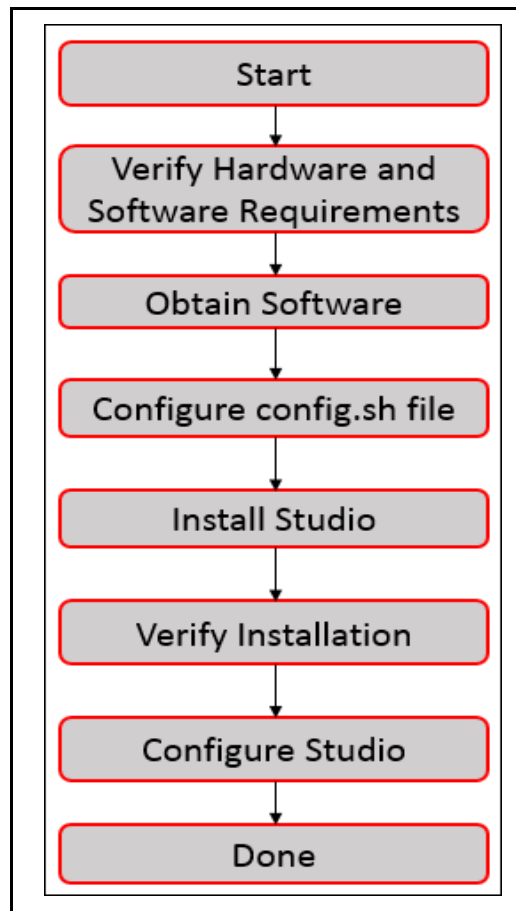 Start
Verify Hardware and
Software Requirements
Obtain Software
Configure config.sh file
Install Studio
Verify Installation
Configure Studio
Done